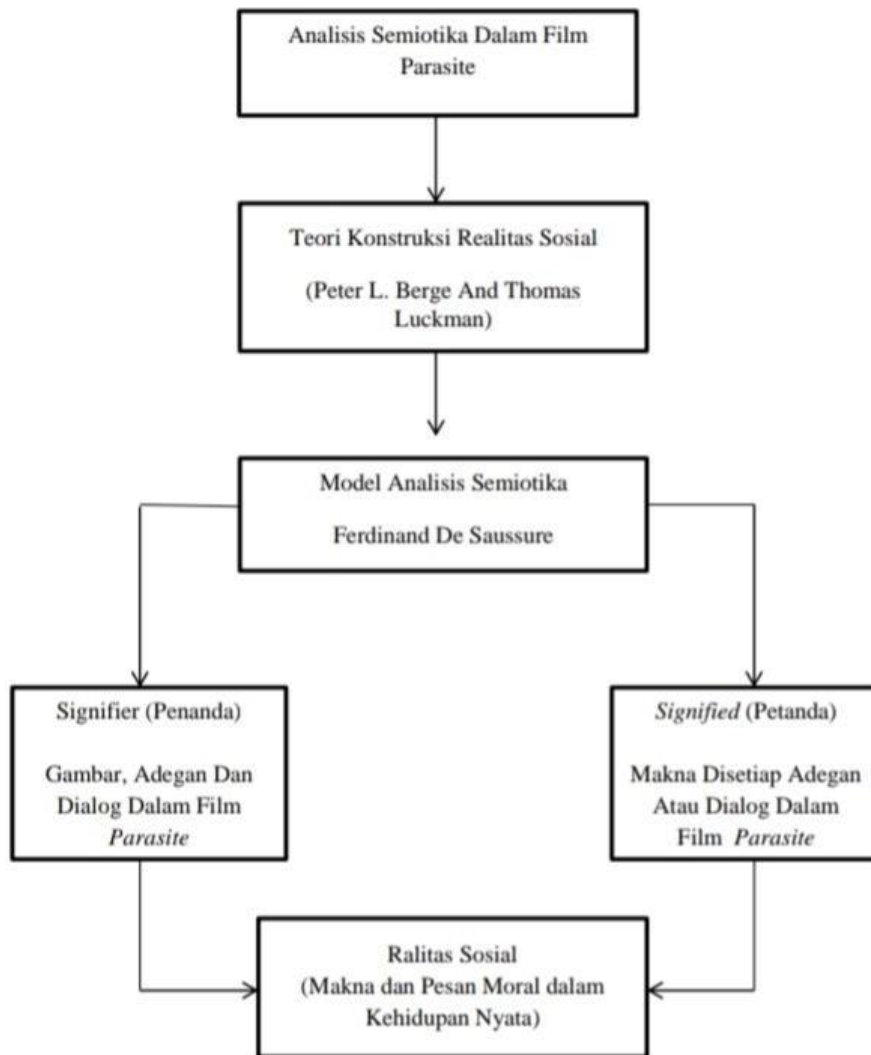 Analisis Semiotika Dalam Film
Parasite
Teori Konstruksi Realitas Sosial
(Peter L. Berge And Thomas
Luckman)
Model Analisis Semiotika
Ferdinand De Saussure
Signifier (Penanda)
Gambar, Adegan Dan
Dialog Dalam Film
Parasite
Signified (Petanda)
Makna Disetiap Adegan
Atau Dialog Dalam
Film Parasite
Ralitas Sosial
(Makna dan Pesan Moral dalam
Kehidupan Nyata)